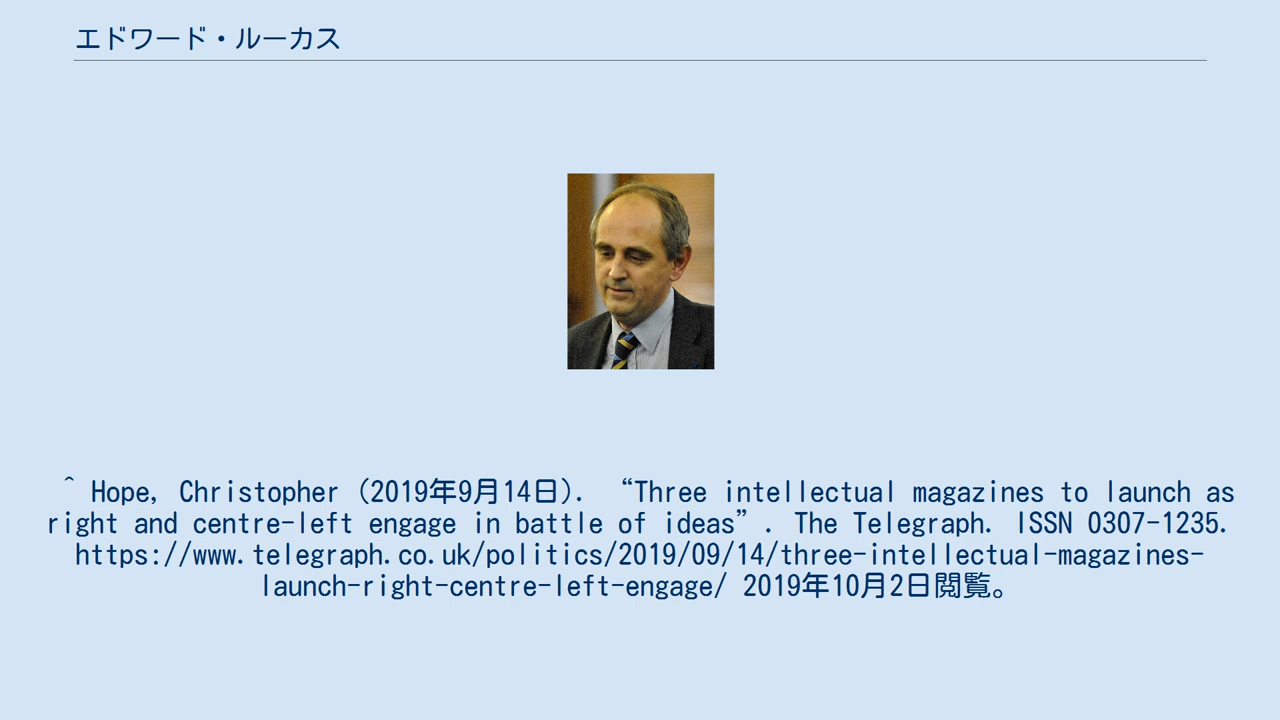 エドワード・ルーカス
^ Hope, Christopher (2019年9月14日). “Three intellectual magazines to launch as
right and centre-left engage in battle of ideas”. The Telegraph. ISSN 0307-1235.
https://www.telegraph.co.uk/politics/2019/09/14/three-intellectual-magazines-
launch-right-centre-left-engage/ 2019年10月2日閲覧。